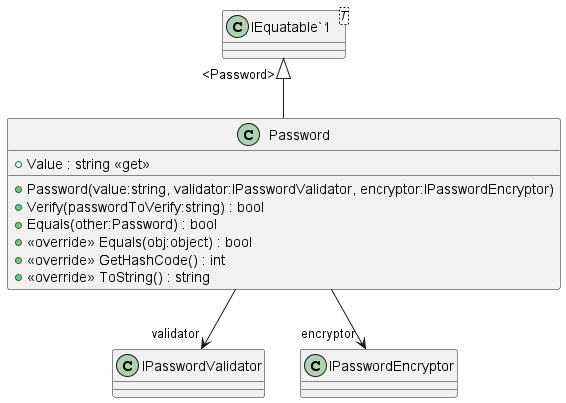 C IEquatable`1 T
<Password>
C Password
Value : string «get»
Password(value:string, validator:IPasswordValidator, encryptor:IPasswordEncryptor)
Verify(passwordToVerify:string) : bool
Equals(other:Password) : bool
«override» Equals(obj:object) : bool
«override» GetHashCode() : int
«override» ToString() : string
validator
encryptor
C IPasswordValidator
C IPasswordEncryptor